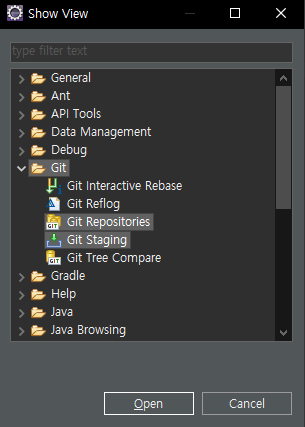 Show View
type filter text
General
Ant
API Tools
Data Management
Debug
Git
Git Interactive Rebase
Git Reflog
Git Repositories
Git Staging
Git Tree Compare
Gradle
Help
Java
Java Browsing
Open
Cancel